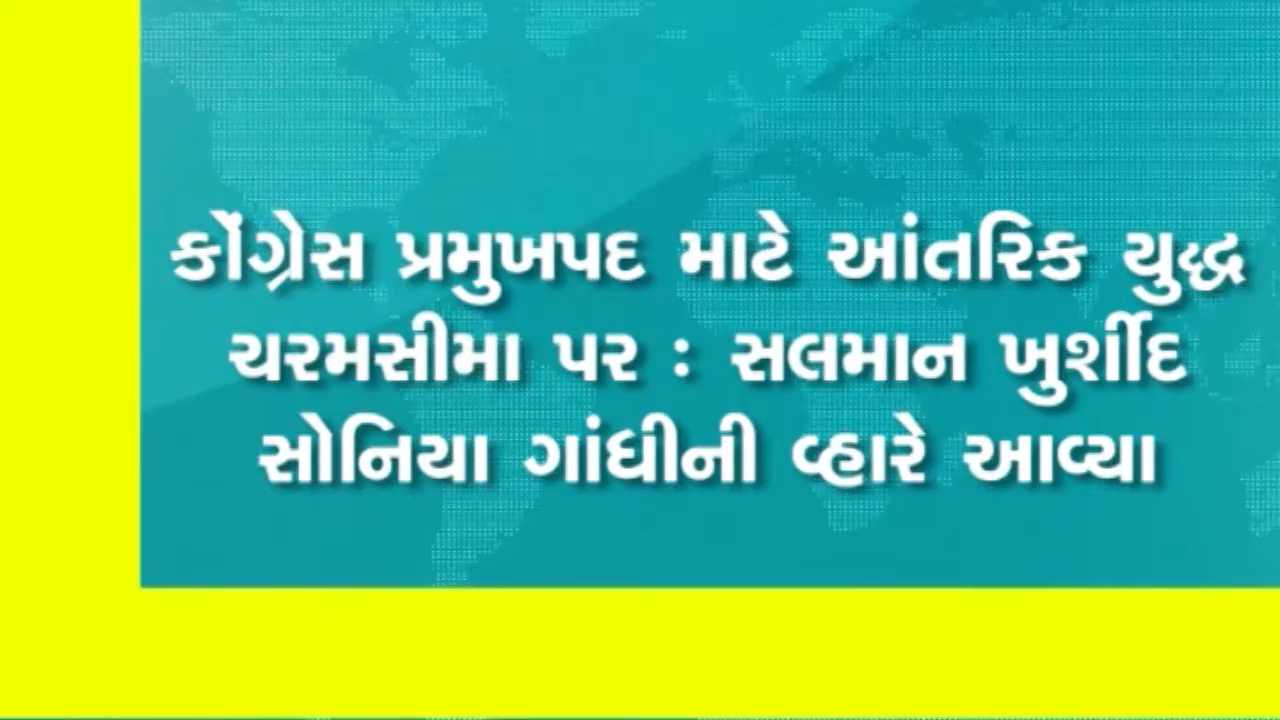 કોંગ્રેસ પ્રમુખપદ માટે આંતરિક યુદ્ધ
ચરમસીમા પર : સલમાન ખુર્શીદ
સોનિયા ગાંધીની વ્હારે આવ્યા